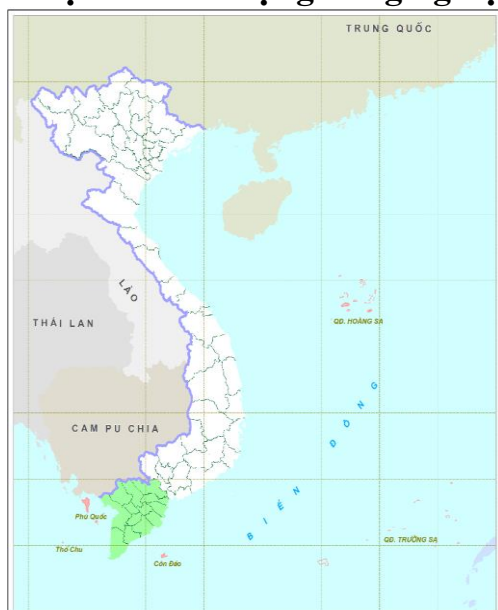 TRUNG QUỐC
LÀO
THÁI LAN
QĐ. HOÀNG SA
CAM PU CHIA
BIỂN ĐÔNG
Phú Quốc
Thổ Chu
Côn Đảo
QĐ. TRƯỜNG SA